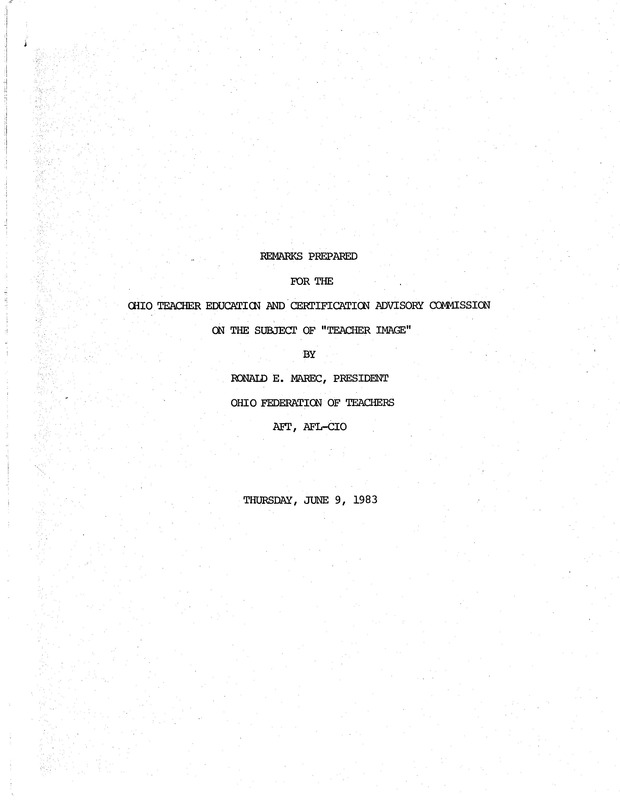 REMARKS PREPARED
FOR THE
OHIO TEACHER EDUCATION AND CERTIFICATION ADVISORY COMMISSION
ON THE SUBJECT OF "TEACHER IMAGE"
BY
RONALD E. MAREC, PRESIDENT
OHIO FEDERATION OF TEACHERS
AFT, AFL-CIO
THURSDAY, JUNE 9, 1983